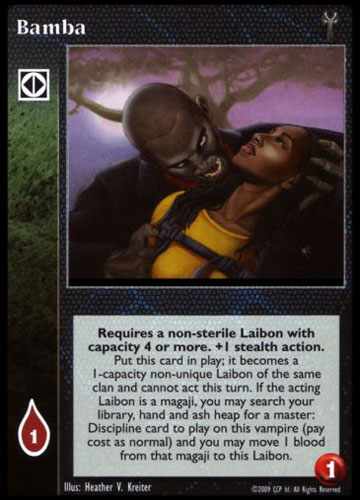 Bamba
Requires a non-sterile Laibon with
capacity 4 or more. +1 stealth action.
Put this card in play; it becomes a
1-capacity non-unique Laibon of the same
clan and cannot act this turn. If the acting
Laibon is a magaji, you may search your
library, hand and ash heap for a master:
Discipline card to play on this vampire (pay
cost as normal) and you may move 1 blood
from that magaji to this Laibon.
1
1
Illus: Heather V. Kreiter
©2009 CCP hf. All Rights Reserved